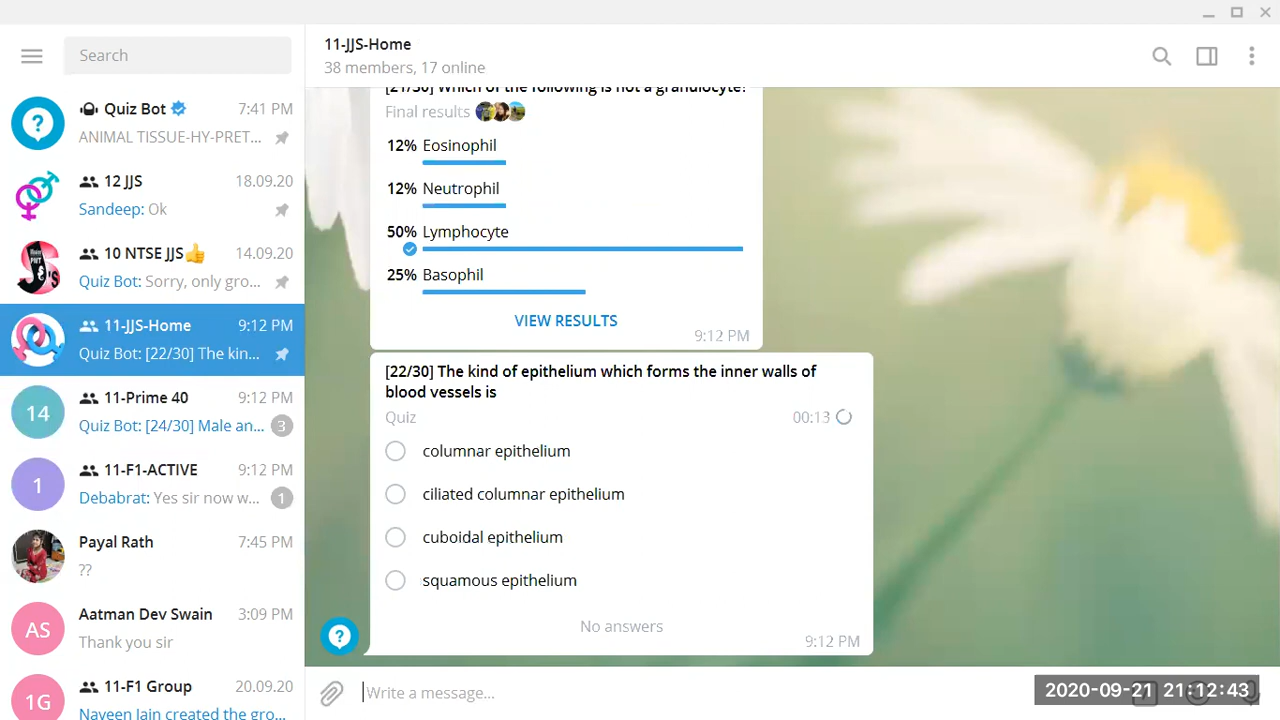 Search
Quiz Bot 7:41 PM
ANIMAL TISSUE-HY-PRET...
12 JJS 18.09.20
Sandeep: Ok
10 NTSE JJS👍 14.09.20
Quiz Bot: Sorry, only gro...
11-JJS-Home 9:12 PM
Quiz Bot: [22/30] The kin...
14
11-Prime 40 9:12 PM
Quiz Bot: [24/30] Male an... 3
1
11-F1-ACTIVE 9:12 PM
Debabrat: Yes sir now w... 1
Payal Rath 7:45 PM
??
AS
Aatman Dev Swain 3:09 PM
Thank you sir
1G
11-F1 Group 20.09.20
Naveen Jain created the gro...
11-JJS-Home
38 members, 17 online
[21/30] Which of the following is not a granulocyte?
Final results
12% Eosinophil
12% Neutrophil
50% Lymphocyte
25% Basophil
VIEW RESULTS
9:12 PM
[22/30] The kind of epithelium which forms the inner walls of
blood vessels is
Quiz 00:13
columnar epithelium
ciliated columnar epithelium
cuboidal epithelium
squamous epithelium
No answers
9:12 PM
Write a message...
2020-09-21 21:12:43